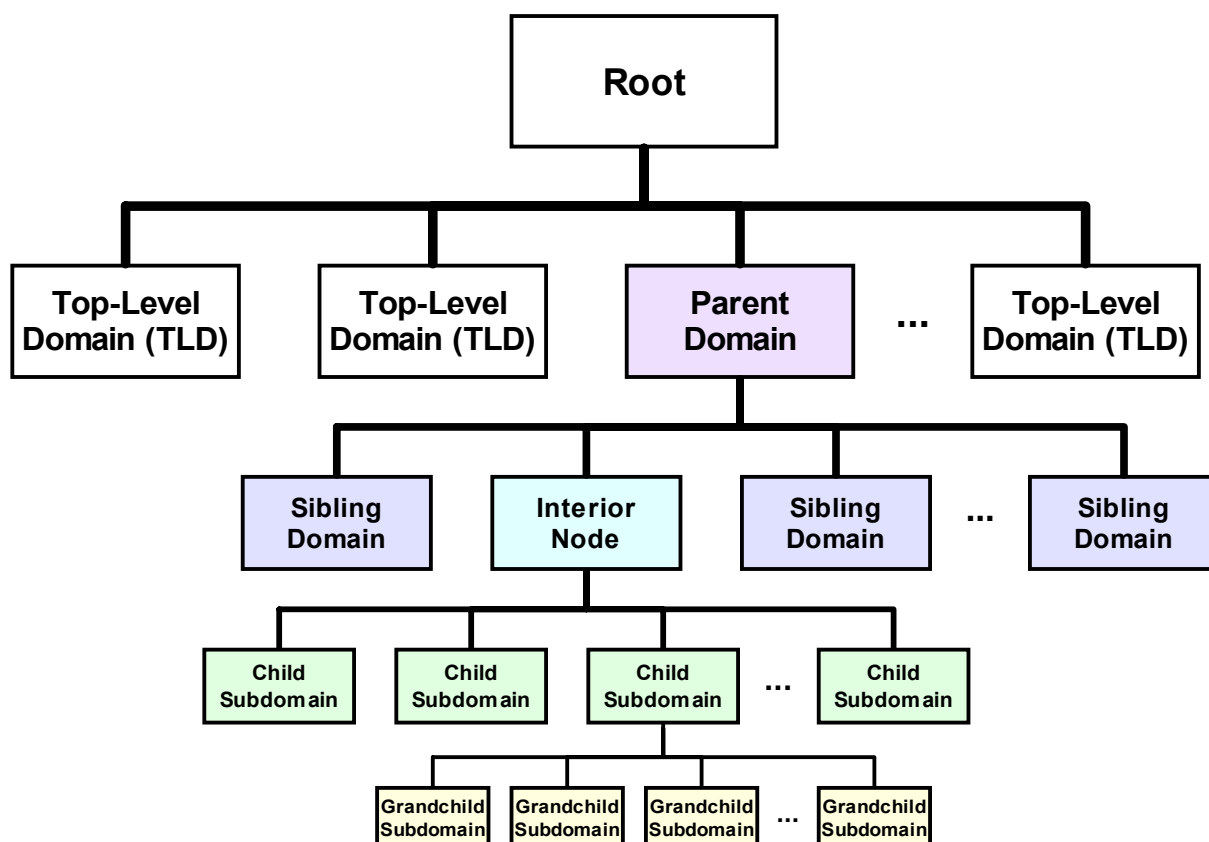 Root
Top-Level
Domain (TLD)
Top-Level
Domain (TLD)
Parent
Domain
...
Top-Level
Domain (TLD)
Sibling
Domain
Interior
Node
Sibling
Domain
...
Sibling
Domain
Child
Subdomain
Child
Subdomain
Child
Subdomain
...
Child
Subdomain
Grandchild
Subdomain
Grandchild
Subdomain
Grandchild
Subdomain
...
Grandchild
Subdomain